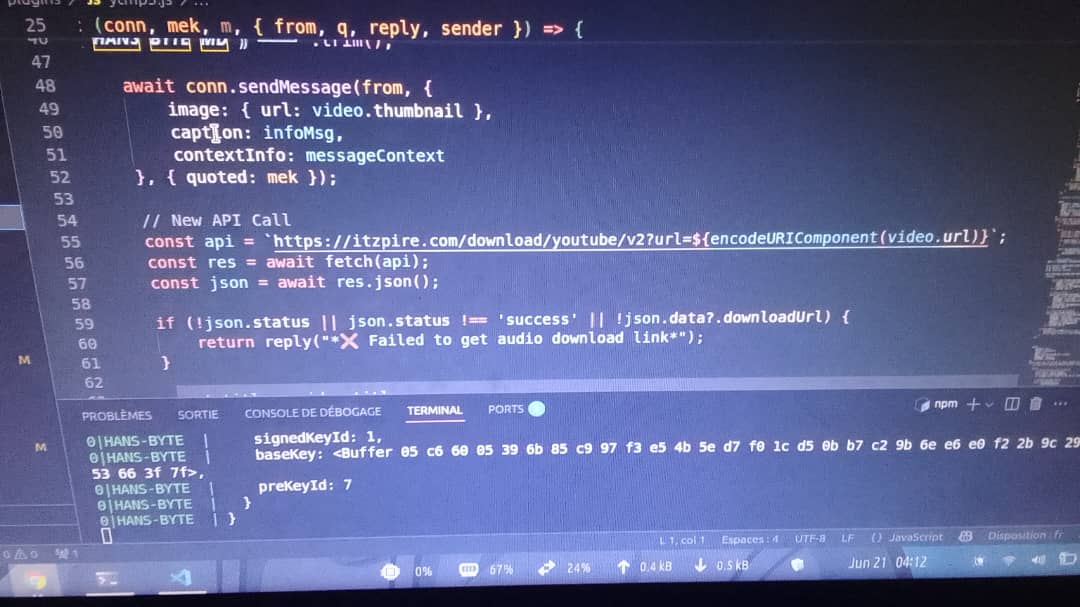 plugins > JS ytmp3.js > ...
25 : (conn, mek, m, { from, q, reply, sender }) => {
46 HANS BYTE MD 》 .trim();
47
48 await conn.sendMessage(from, {
49 image: { url: video.thumbnail },
50 caption: infoMsg,
51 contextInfo: messageContext
52 }, { quoted: mek });
53
54 // New API Call
55 const api = `https://itzpire.com/download/youtube/v2?url=${encodeURIComponent(video.url)}`;
56 const res = await fetch(api);
57 const json = await res.json();
58
59 if (!json.status || json.status !== 'success' || !json.data?.downloadUrl) {
60 return reply("*❌ Failed to get audio download link*");
61 }
62
PROBLÈMES SORTIE CONSOLE DE DÉBOGAGE TERMINAL PORTS npm
0|HANS-BYTE | signedKeyId: 1,
0|HANS-BYTE | baseKey: <Buffer 05 c6 60 05 39 6b 85 c9 97 f3 e5 4b 5e d7 f0 1c d5 0b b7 c2 9b 6e e6 e0 f2 2b 9c 29
53 66 3f 7f>,
0|HANS-BYTE | preKeyId: 7
0|HANS-BYTE | }
0|HANS-BYTE | }
M
M
0 0 1 L 1, col 1 Espaces : 4 UTF-8 LF {} JavaScript Disposition fr
0% 67% 24% 0.4 kB 0.5 kB Jun 21 04:12